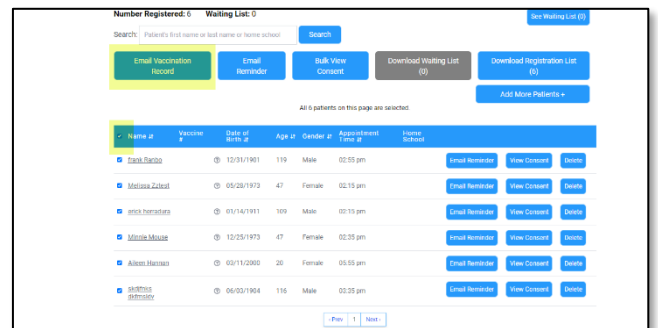 Number Registered: 6 Waiting List: 0
See Waiting List (0)
Search: Patient's first name or last name or home school Search
Email Vaccination Record
Email Reminder
Bulk View Consent
Download Waiting List (0)
Download Registration List (6)
Add More Patients +
All 6 patients on this page are selected.
Name Vaccine # Date of Birth Age Gender Appointment Time Home School
frank Ranbo 12/31/1901 119 Male 02:55 pm Email Reminder View Consent Delete
Melissa Zztest 05/28/1973 47 Female 02:15 pm Email Reminder View Consent Delete
01/14/1911 109 Male 02:15 pm Email Reminder View Consent Delete
Minnie Mouse 12/25/1973 47 Female 02:35 pm Email Reminder View Consent Delete
Aileen Hannan 03/11/2000 20 Female 05:55 pm Email Reminder View Consent Delete
06/03/1904 116 Male 03:35 pm Email Reminder View Consent Delete
‹ Prev 1 Next ›